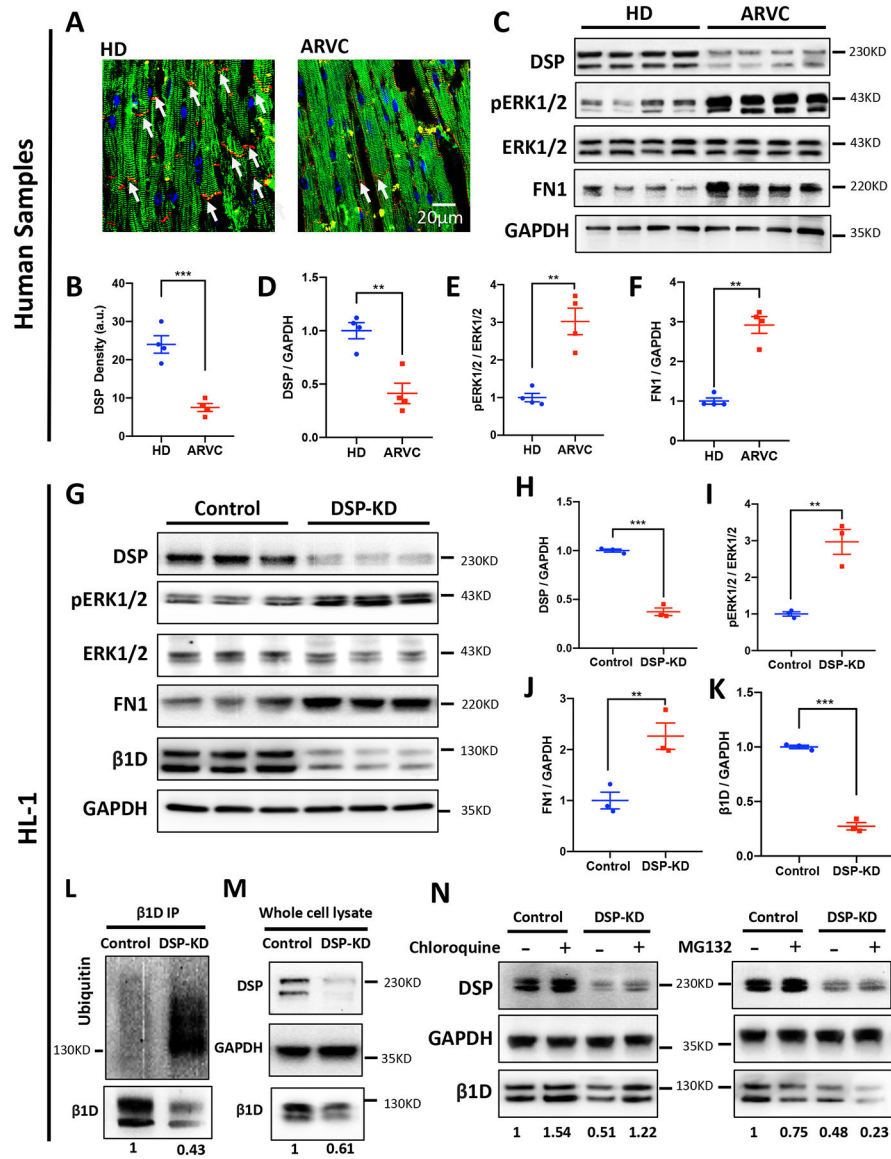 Human Samples
A
HD
ARVC
20μm
C
HD
ARVC
DSP
230KD
pERK1/2
43KD
ERK1/2
43KD
FN1
220KD
GAPDH
35KD
B
DSP Density (a.u.)
40
30
20
10
0
***
HD
ARVC
D
DSP / GAPDH
1.5
1.0
0.5
0.0
**
HD
ARVC
E
pERK1/2 / ERK1/2
4
3
2
1
0
**
HD
ARVC
F
FN1 / GAPDH
4
3
2
1
0
**
HD
ARVC
HL-1
G
Control
DSP-KD
DSP
230KD
pERK1/2
43KD
ERK1/2
43KD
FN1
220KD
β1D
130KD
GAPDH
35KD
H
DSP / GAPDH
1.5
1.0
0.5
0.0
***
Control
DSP-KD
I
pERK1/2 / ERK1/2
4
3
2
1
0
**
Control
DSP-KD
J
FN1 / GAPDH
3
2
1
0
**
Control
DSP-KD
K
β1D / GAPDH
1.5
1.0
0.5
0.0
***
Control
DSP-KD
L
β1D IP
Control DSP-KD
Ubiquitin
130KD
β1D
1 0.43
M
Whole cell lysate
Control DSP-KD
DSP
230KD
GAPDH
35KD
β1D
130KD
1 0.61
N
Control DSP-KD
Chloroquine – + – +
DSP
230KD
GAPDH
35KD
β1D
130KD
1 1.54 0.51 1.22
Control DSP-KD
MG132 – + – +
1 0.75 0.48 0.23